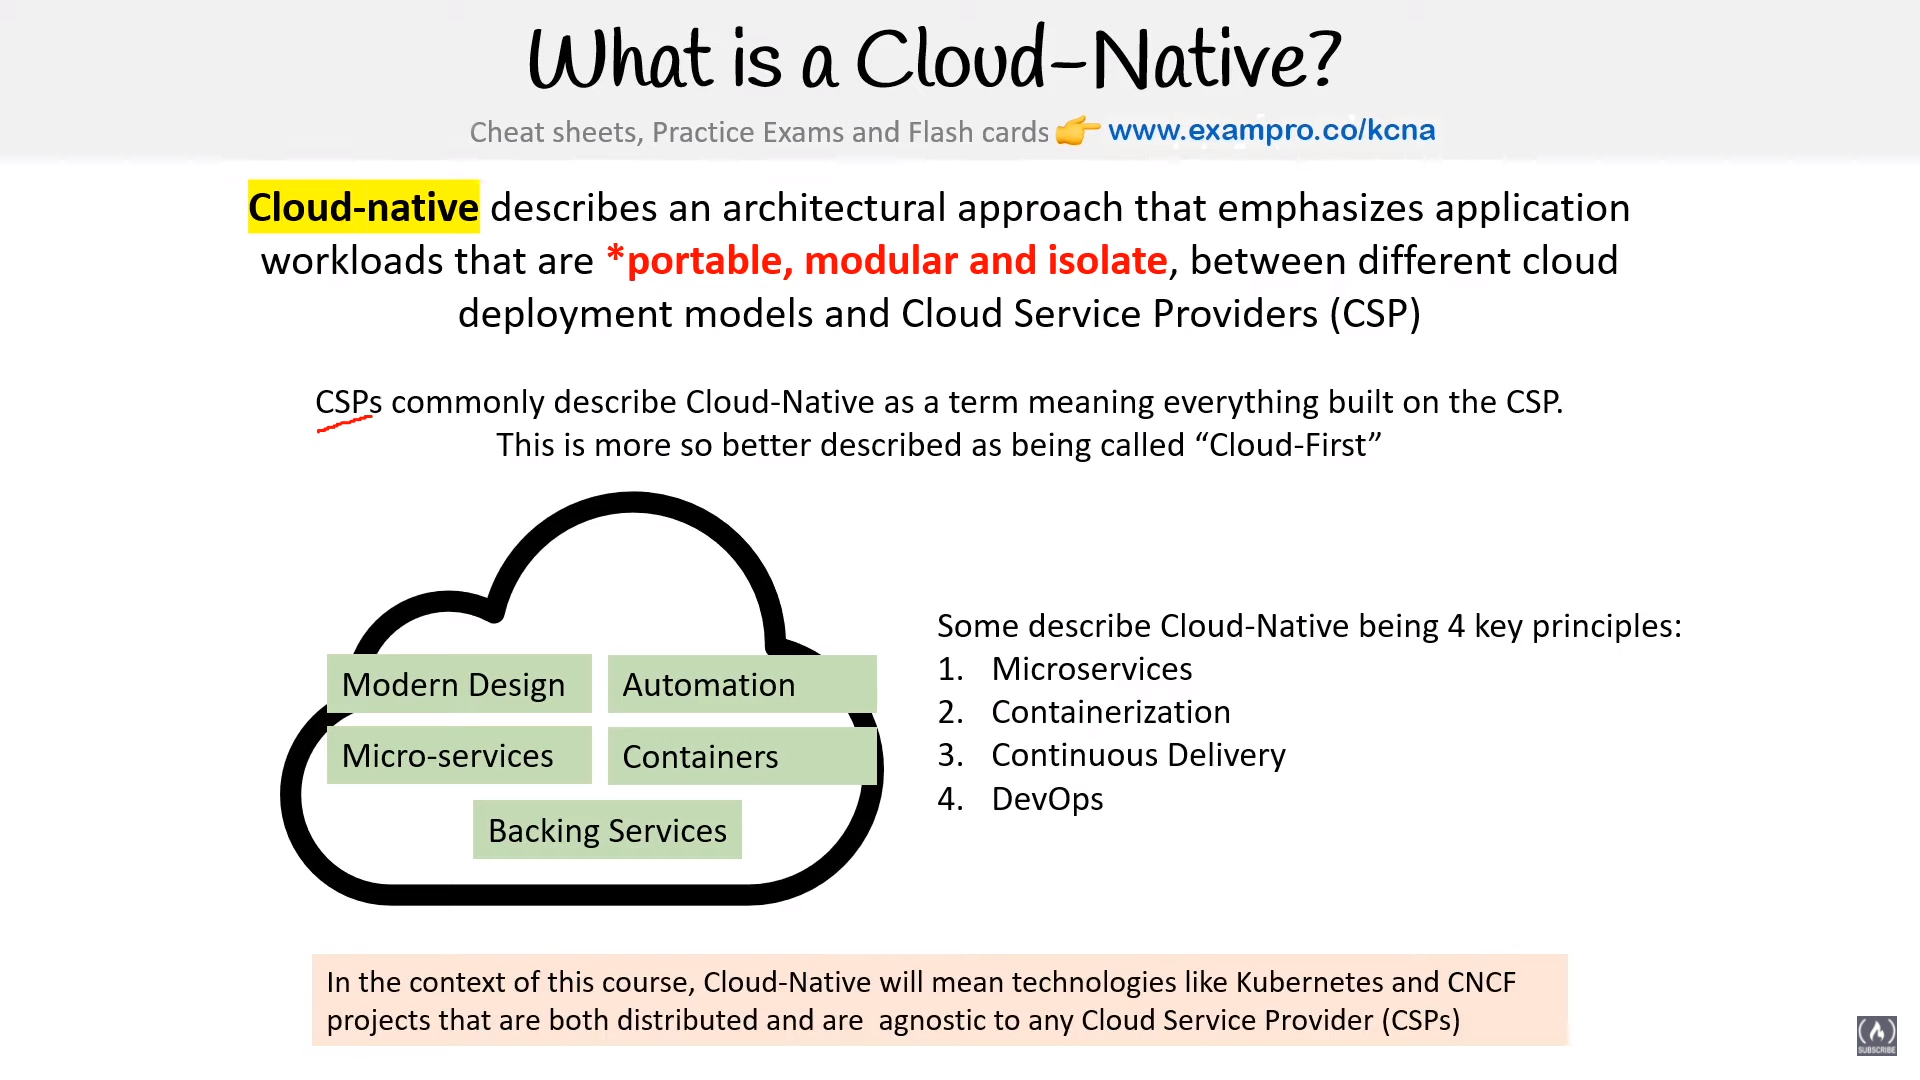 What is a Cloud-Native?
Cheat sheets, Practice Exams and Flash cards 👉 www.exampro.co/kcna
Cloud-native describes an architectural approach that emphasizes application
workloads that are *portable, modular and isolate, between different cloud
deployment models and Cloud Service Providers (CSP)
CSPs commonly describe Cloud-Native as a term meaning everything built on the CSP.
This is more so better described as being called “Cloud-First”
Modern Design
Automation
Micro-services
Containers
Backing Services
Some describe Cloud-Native being 4 key principles:
1. Microservices
2. Containerization
3. Continuous Delivery
4. DevOps
In the context of this course, Cloud-Native will mean technologies like Kubernetes and CNCF
projects that are both distributed and are  agnostic to any Cloud Service Provider (CSPs)
SUBSCRIBE